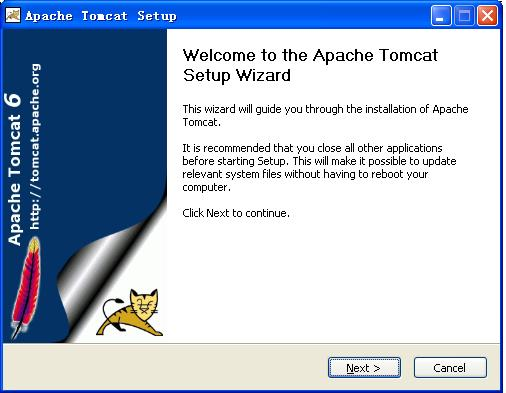 Apache Tomcat Setup
Apache Tomcat 6
http://tomcat.apache.org
Welcome to the Apache Tomcat
Setup Wizard
This wizard will guide you through the installation of Apache
Tomcat.
It is recommended that you close all other applications
before starting Setup. This will make it possible to update
relevant system files without having to reboot your
computer.
Click Next to continue.
Next >
Cancel